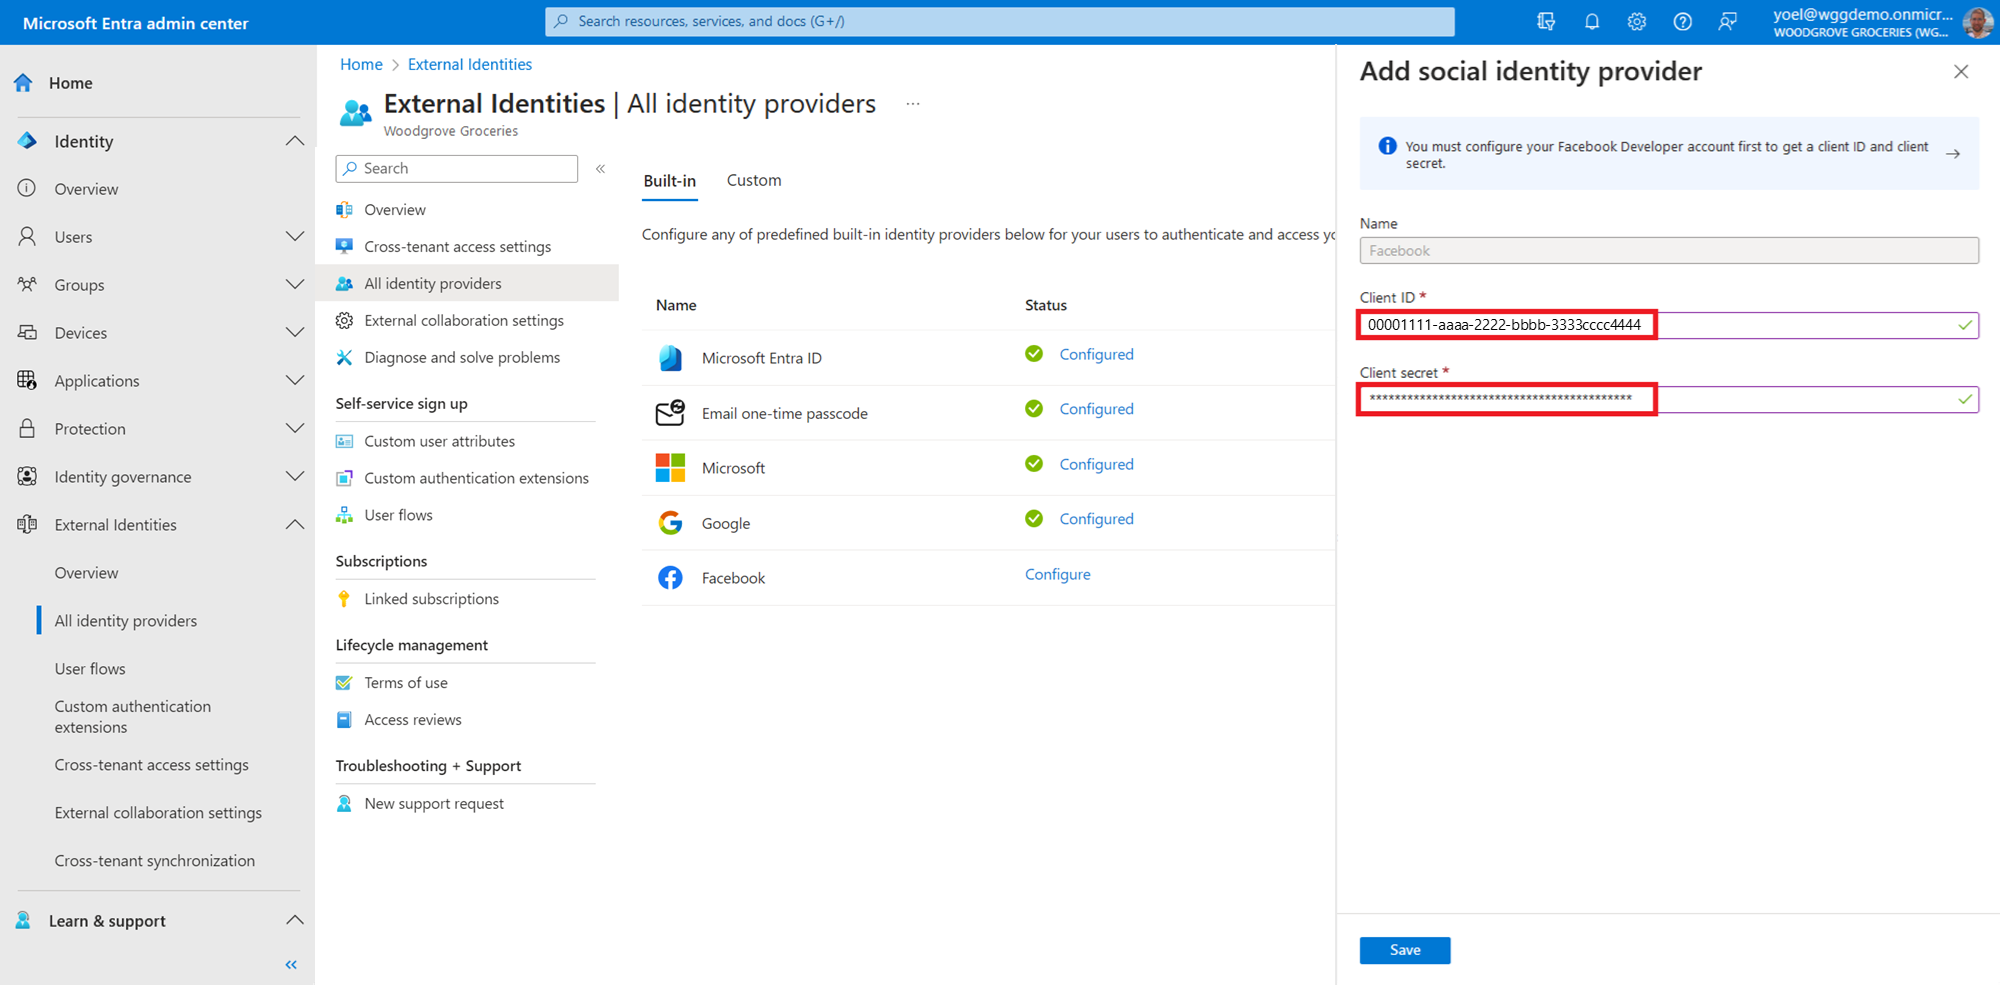 Microsoft Entra admin center
Search resources, services, and docs (G+/)
yoel@wggdemo.onmicr...
WOODGROVE GROCERIES (WG...
Home
Identity
Overview
Users
Groups
Devices
Applications
Protection
Identity governance
External Identities
Overview
All identity providers
User flows
Custom authentication
extensions
Cross-tenant access settings
External collaboration settings
Cross-tenant synchronization
Learn & support
Home > External Identities
External Identities | All identity providers ...
Woodgrove Groceries
Search
Overview
Cross-tenant access settings
All identity providers
External collaboration settings
Diagnose and solve problems
Self-service sign up
Custom user attributes
Custom authentication extensions
User flows
Subscriptions
Linked subscriptions
Lifecycle management
Terms of use
Access reviews
Troubleshooting + Support
New support request
Built-in Custom
Configure any of predefined built-in identity providers below for your users to authenticate and access
Name Status
Microsoft Entra ID Configured
Email one-time passcode Configured
Microsoft Configured
Google Configured
Facebook Configure
Add social identity provider
You must configure your Facebook Developer account first to get a client ID and client
secret.
Name
Facebook
Client ID *
00001111-aaaa-2222-bbbb-3333cccc4444
Client secret *
******************************************
Save